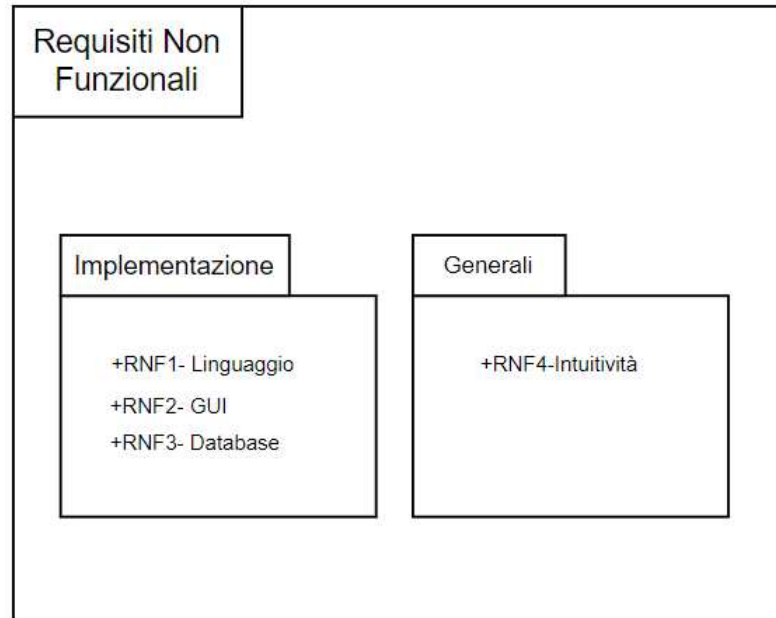 Requisiti Non
Funzionali
Implementazione
+RNF1- Linguaggio
+RNF2- GUI
+RNF3- Database
Generali
+RNF4-Intuitività